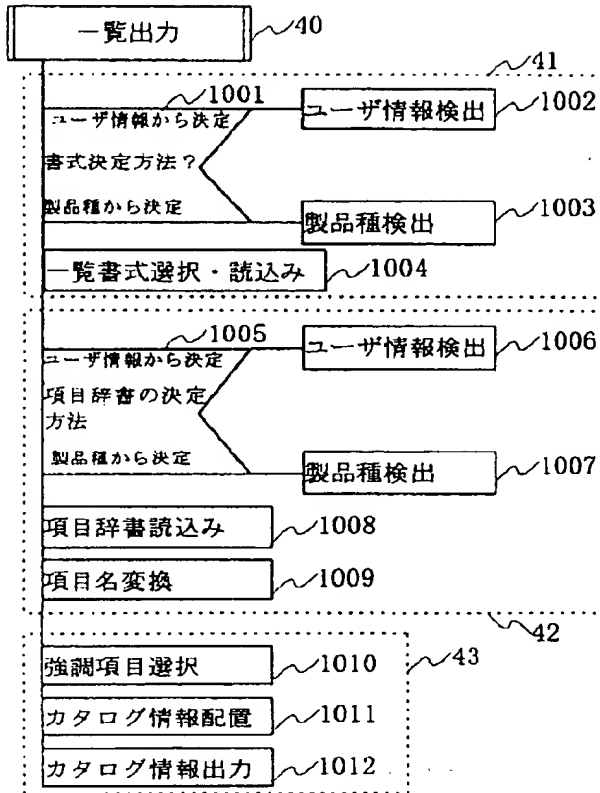 一覧出力 40
41
1001
ユーザ情報から決定
ユーザ情報検出 1002
書式決定方法?
製品種から決定
製品種検出 1003
一覧書式選択・読込み 1004
1005
ユーザ情報から決定
ユーザ情報検出 1006
項目辞書の決定
方法
製品種から決定
製品種検出 1007
項目辞書読込み 1008
項目名変換 1009
42
43
強調項目選択 1010
カタログ情報配置 1011
カタログ情報出力 1012